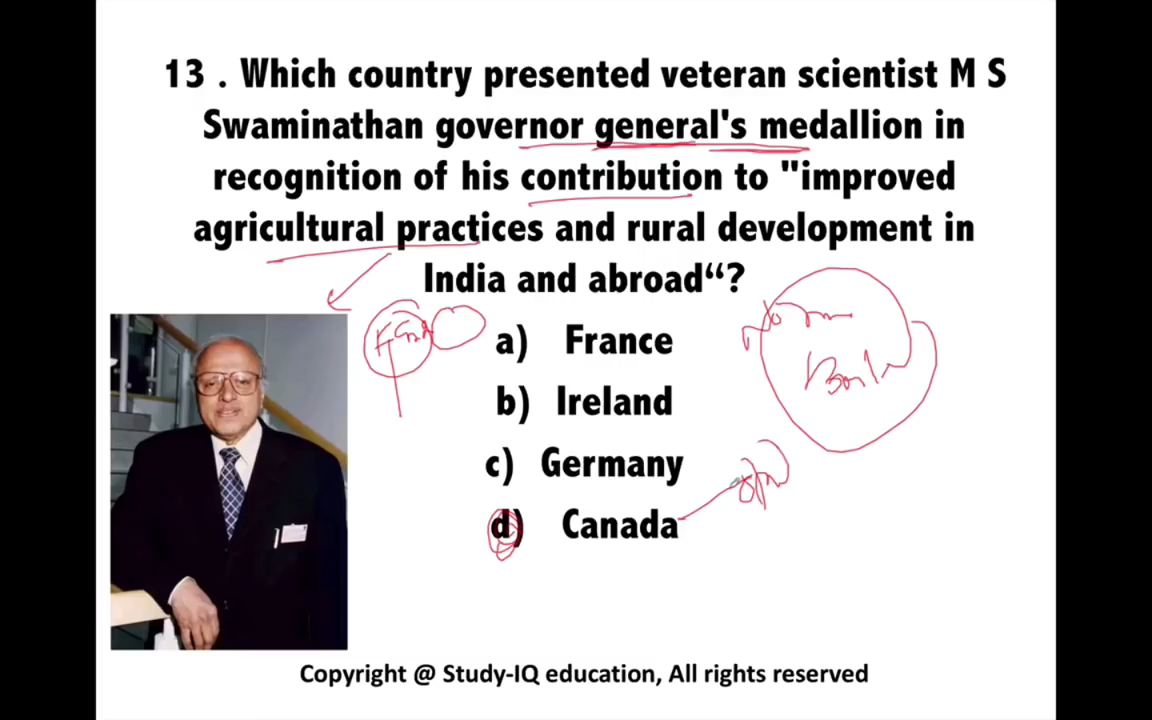 13 . Which country presented veteran scientist M S
Swaminathan governor general's medallion in
recognition of his contribution to "improved
agricultural practices and rural development in
India and abroad“?
a) France
b) Ireland
c) Germany
d) Canada
Copyright @ Study-IQ education, All rights reserved